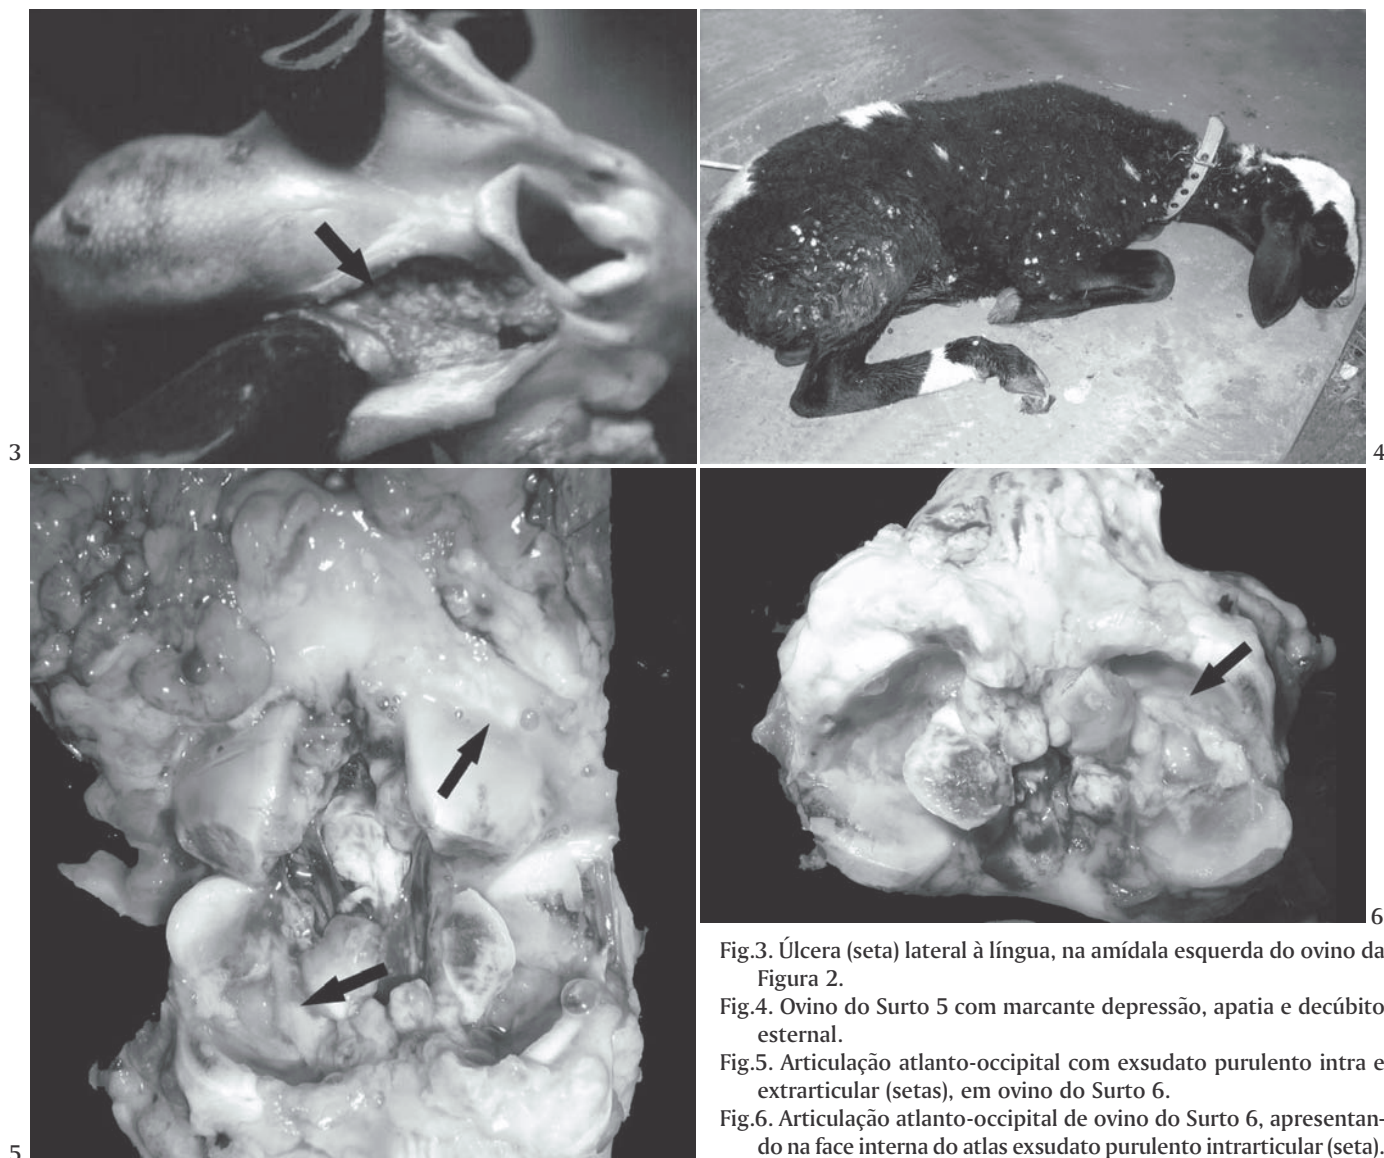 3
4
5
6
Fig.3. Úlcera (seta) lateral à língua, na amídala esquerda do ovino da
Figura 2.
Fig.4. Ovino do Surto 5 com marcante depressão, apatia e decúbito
esternal.
Fig.5. Articulação atlanto-occipital com exsudato purulento intra e
extrarticular (setas), em ovino do Surto 6.
Fig.6. Articulação atlanto-occipital de ovino do Surto 6, apresentan-
do na face interna do atlas exsudato purulento intrarticular (seta).